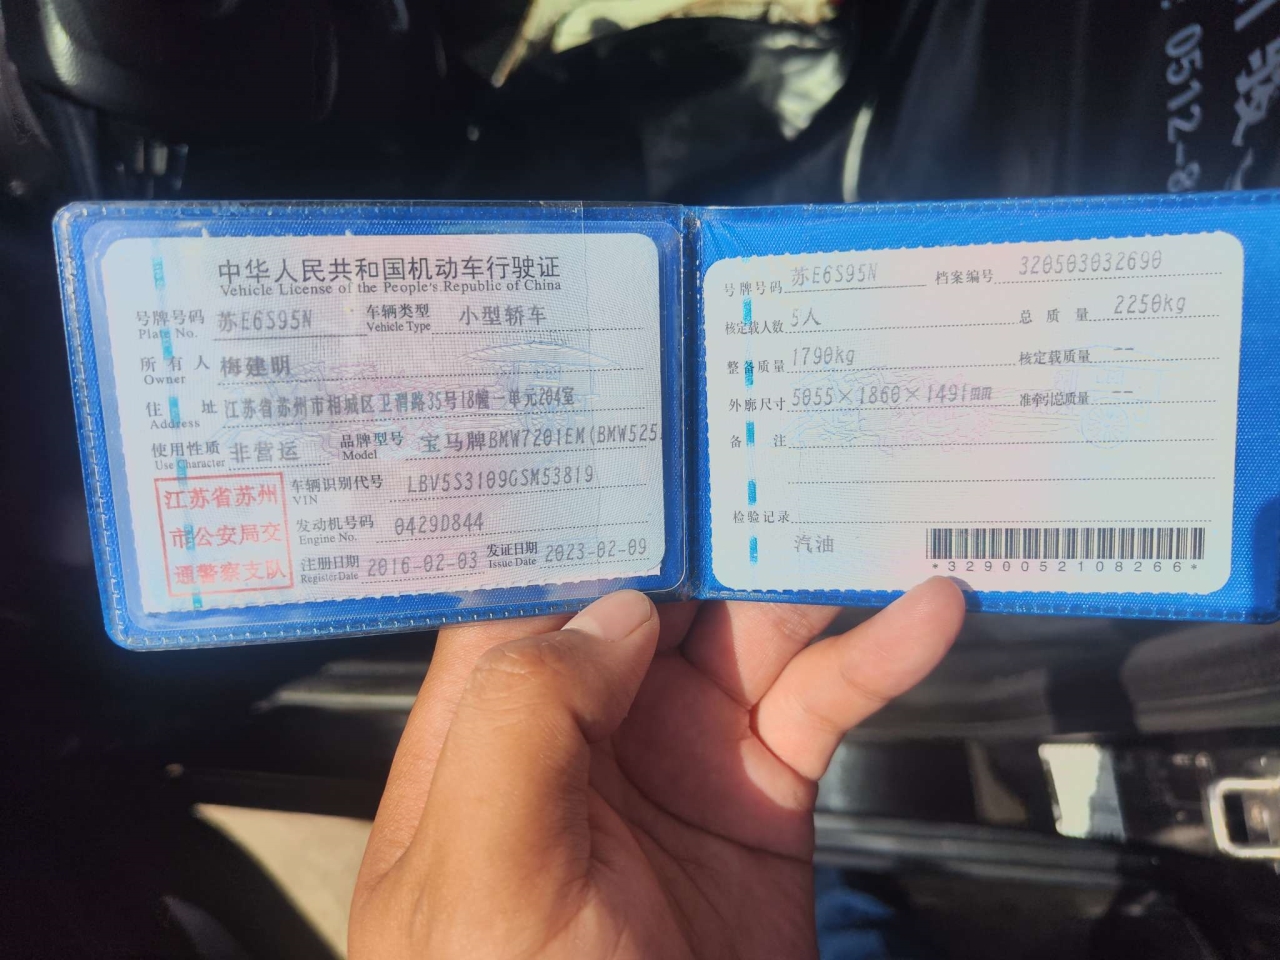 中华人民共和国机动车行驶证
Vehicle License of the People's Republic of China
号牌号码 苏E6S95N 车辆类型 小型轿车
Plate No. Vehicle Type
所有人 梅建明
Owner
住址 江苏省苏州市相城区卫泗路35号18幢一单元204室
Address
使用性质 非营运 品牌型号 宝马牌BMW7201EM(BMW525
Use Character Model
江苏省苏州
市公安局交
通警察支队
车辆识别代号 LBV5S3109GSM53819
VIN
发动机号码 0429D844
Engine No.
注册日期 2016-02-03 发证日期 2023-02-09
Register Date Issue Date
号牌号码 苏E6S95N 档案编号 320503032690
核定载人数 5人 总质量 2250kg
整备质量 1790kg 核定载质量 --
外廓尺寸 5055×1860×1491mm 准牵引总质量 --
备注
检验记录
汽油
*3290052108266*
: 0512-8